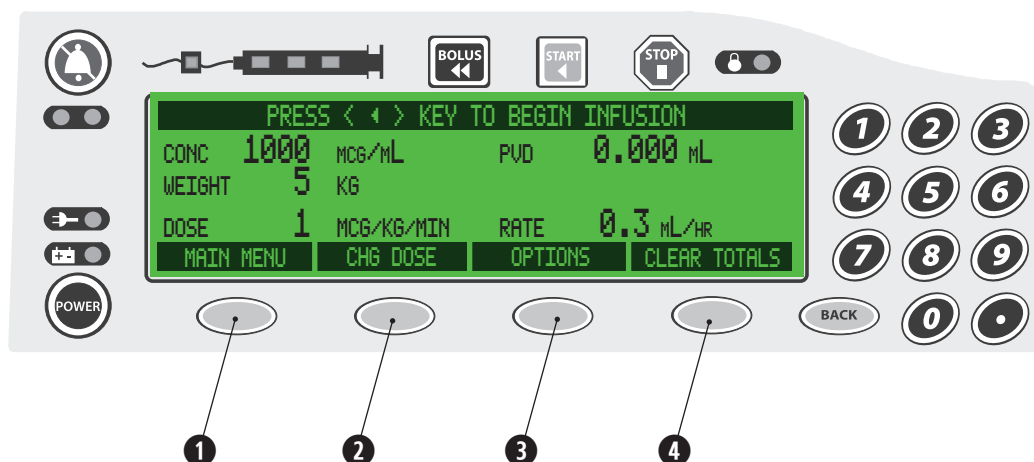 BOLUS
START
STOP
PRESS < ◀ > KEY TO BEGIN INFUSION
CONC 1000 MCG/ML PVD 0.000 ML
WEIGHT 5 KG
DOSE 1 MCG/KG/MIN RATE 0.3 ML/HR
MAIN MENU CHG DOSE OPTIONS CLEAR TOTALS
1 2 3
4 5 6
7 8 9
POWER
BACK 0 •
1 2 3 4